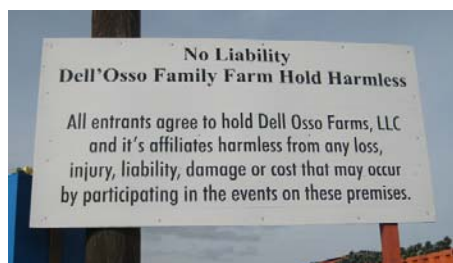 No Liability
Dell'Osso Family Farm Hold Harmless
All entrants agree to hold Dell Osso Farms, LLC
and it's affiliates harmless from any loss,
injury, liability, damage or cost that may occur
by participating in the events on these premises.